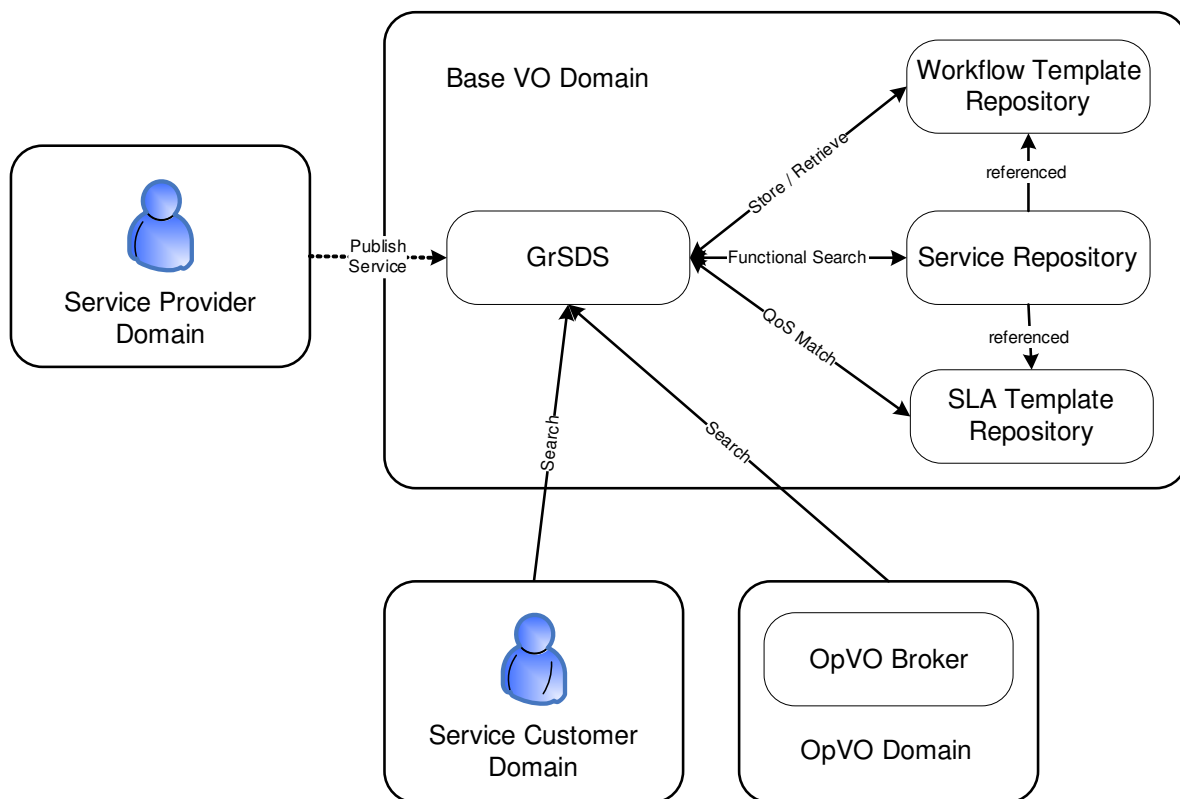 Base VO Domain
Workflow Template
Repository
Store / Retrieve
referenced
Publish
Service
GrSDS
Functional Search
Service Repository
Service Provider
Domain
QoS Match
referenced
SLA Template
Repository
Search
Search
OpVO Broker
Service Customer
Domain
OpVO Domain